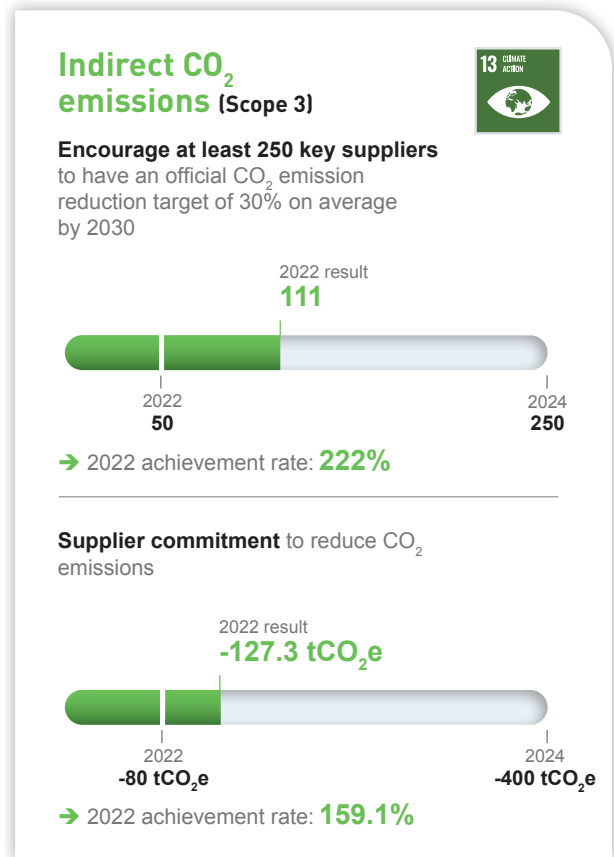 Indirect CO₂
emissions (Scope 3)
13 CLIMATE
ACTION
Encourage at least 250 key suppliers
to have an official CO₂ emission
reduction target of 30% on average
by 2030
2022 result
111
2022
50
2024
250
➔ 2022 achievement rate: 222%
Supplier commitment to reduce CO₂
emissions
2022 result
-127.3 tCO₂e
2022
-80 tCO₂e
2024
-400 tCO₂e
➔ 2022 achievement rate: 159.1%